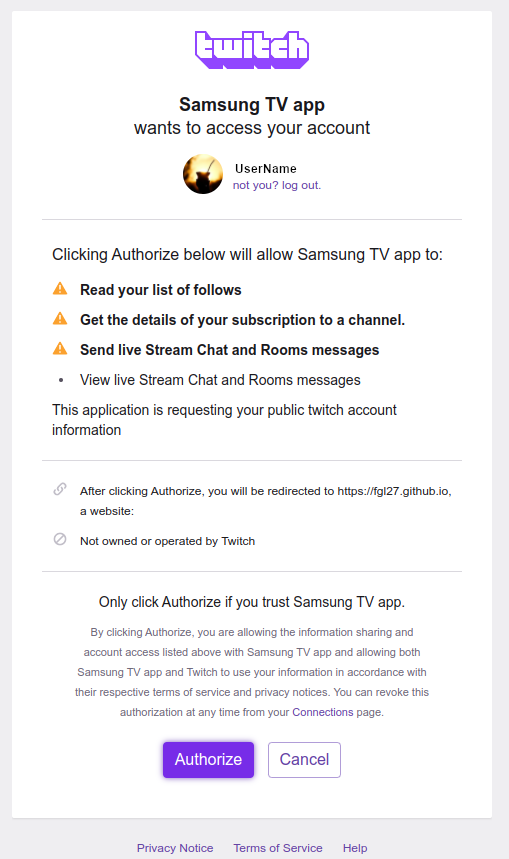 twitch
Samsung TV app
wants to access your account
UserName
not you? log out.
Clicking Authorize below will allow Samsung TV app to:
Read your list of follows
Get the details of your subscription to a channel.
Send live Stream Chat and Rooms messages
• View live Stream Chat and Rooms messages
This application is requesting your public twitch account
information
After clicking Authorize, you will be redirected to https://fgl27.github.io,
a website:
Not owned or operated by Twitch
Only click Authorize if you trust Samsung TV app.
By clicking Authorize, you are allowing the information sharing and
account access listed above with Samsung TV app and allowing both
Samsung TV app and Twitch to use your information in accordance with
their respective terms of service and privacy notices. You can revoke this
authorization at any time from your Connections page.
Authorize Cancel
Privacy Notice Terms of Service Help